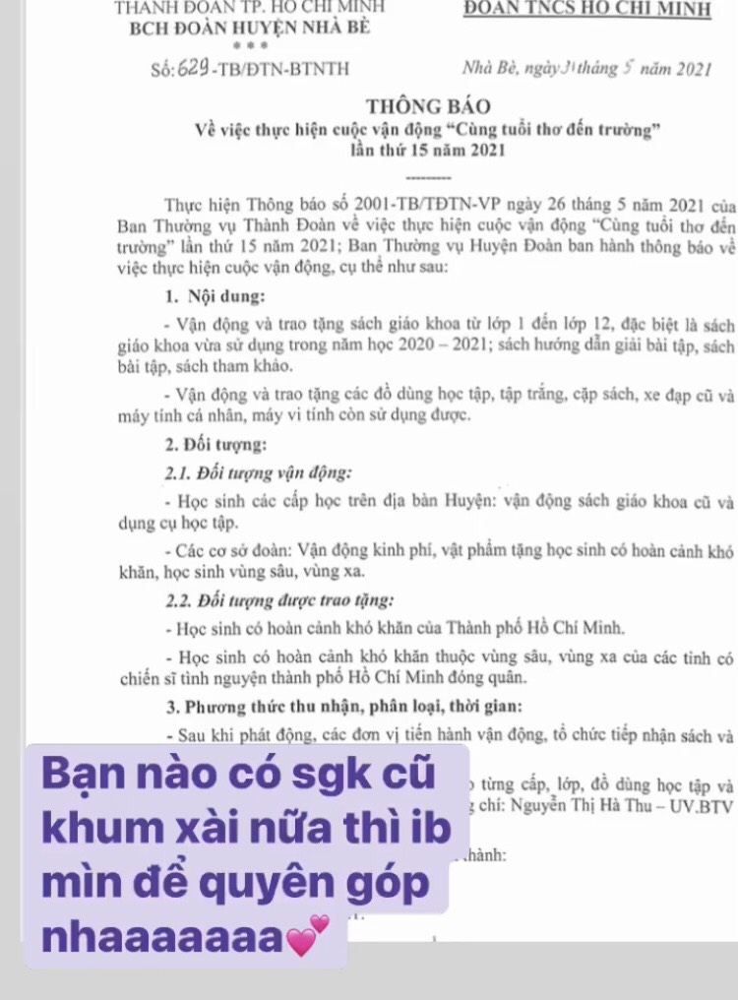 THÀNH ĐOÀN TP. HỒ CHÍ MINH
BCH ĐOÀN HUYỆN NHÀ BÈ
***
Số: 629-TB/ĐTN-BTNTH
ĐOÀN TNCS HỒ CHÍ MINH
Nhà Bè, ngày 31 tháng 5 năm 2021
THÔNG BÁO
Về việc thực hiện cuộc vận động “Cùng tuổi thơ đến trường”
lần thứ 15 năm 2021
Thực hiện Thông báo số 2001-TB/TĐTN-VP ngày 26 tháng 5 năm 2021 của
Ban Thường vụ Thành Đoàn về việc thực hiện cuộc vận động “Cùng tuổi thơ đến
trường” lần thứ 15 năm 2021; Ban Thường vụ Huyện Đoàn ban hành thông báo về
việc thực hiện cuộc vận động, cụ thể như sau:
1. Nội dung:
- Vận động và trao tặng sách giáo khoa từ lớp 1 đến lớp 12, đặc biệt là sách
giáo khoa vừa sử dụng trong năm học 2020 – 2021; sách hướng dẫn giải bài tập, sách
bài tập, sách tham khảo.
- Vận động và trao tặng các đồ dùng học tập, tập trắng, cặp sách, xe đạp cũ và
máy tính cá nhân, máy vi tính còn sử dụng được.
2. Đối tượng:
2.1. Đối tượng vận động:
- Học sinh các cấp học trên địa bàn Huyện: vận động sách giáo khoa cũ và
dụng cụ học tập.
- Các cơ sở đoàn: Vận động kinh phí, vật phẩm tặng học sinh có hoàn cảnh khó
khăn, học sinh vùng sâu, vùng xa.
2.2. Đối tượng được trao tặng:
- Học sinh có hoàn cảnh khó khăn của Thành phố Hồ Chí Minh.
- Học sinh có hoàn cảnh khó khăn thuộc vùng sâu, vùng xa của các tỉnh có
chiến sĩ tình nguyện thành phố Hồ Chí Minh đóng quân.
3. Phương thức thu nhận, phân loại, thời gian:
- Sau khi phát động, các đơn vị tiến hành vận động, tổ chức tiếp nhận sách và
từng cấp, lớp, đồ dùng học tập và
chí: Nguyễn Thị Hà Thu – UV.BTV
thành:
Bạn nào có sgk cũ
khum xài nữa thì ib
mìn để quyên góp
nhaaaaaaa💕